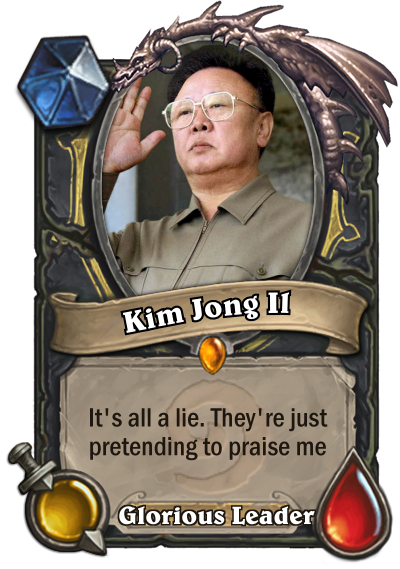 Kim Jong Il
It's all a lie. They're just
pretending to praise me
Glorious Leader